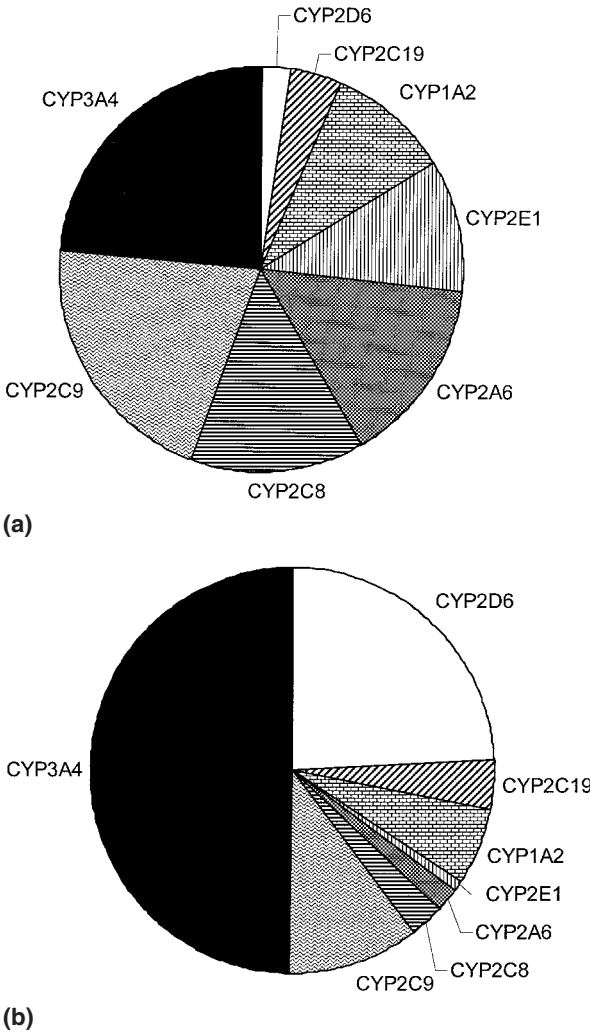 CYP2D6
CYP2C19
CYP1A2
CYP3A4
CYP2E1
CYP2C9
CYP2A6
CYP2C8
(a)
CYP2D6
CYP3A4
CYP2C19
CYP1A2
CYP2E1
CYP2A6
CYP2C8
CYP2C9
(b)